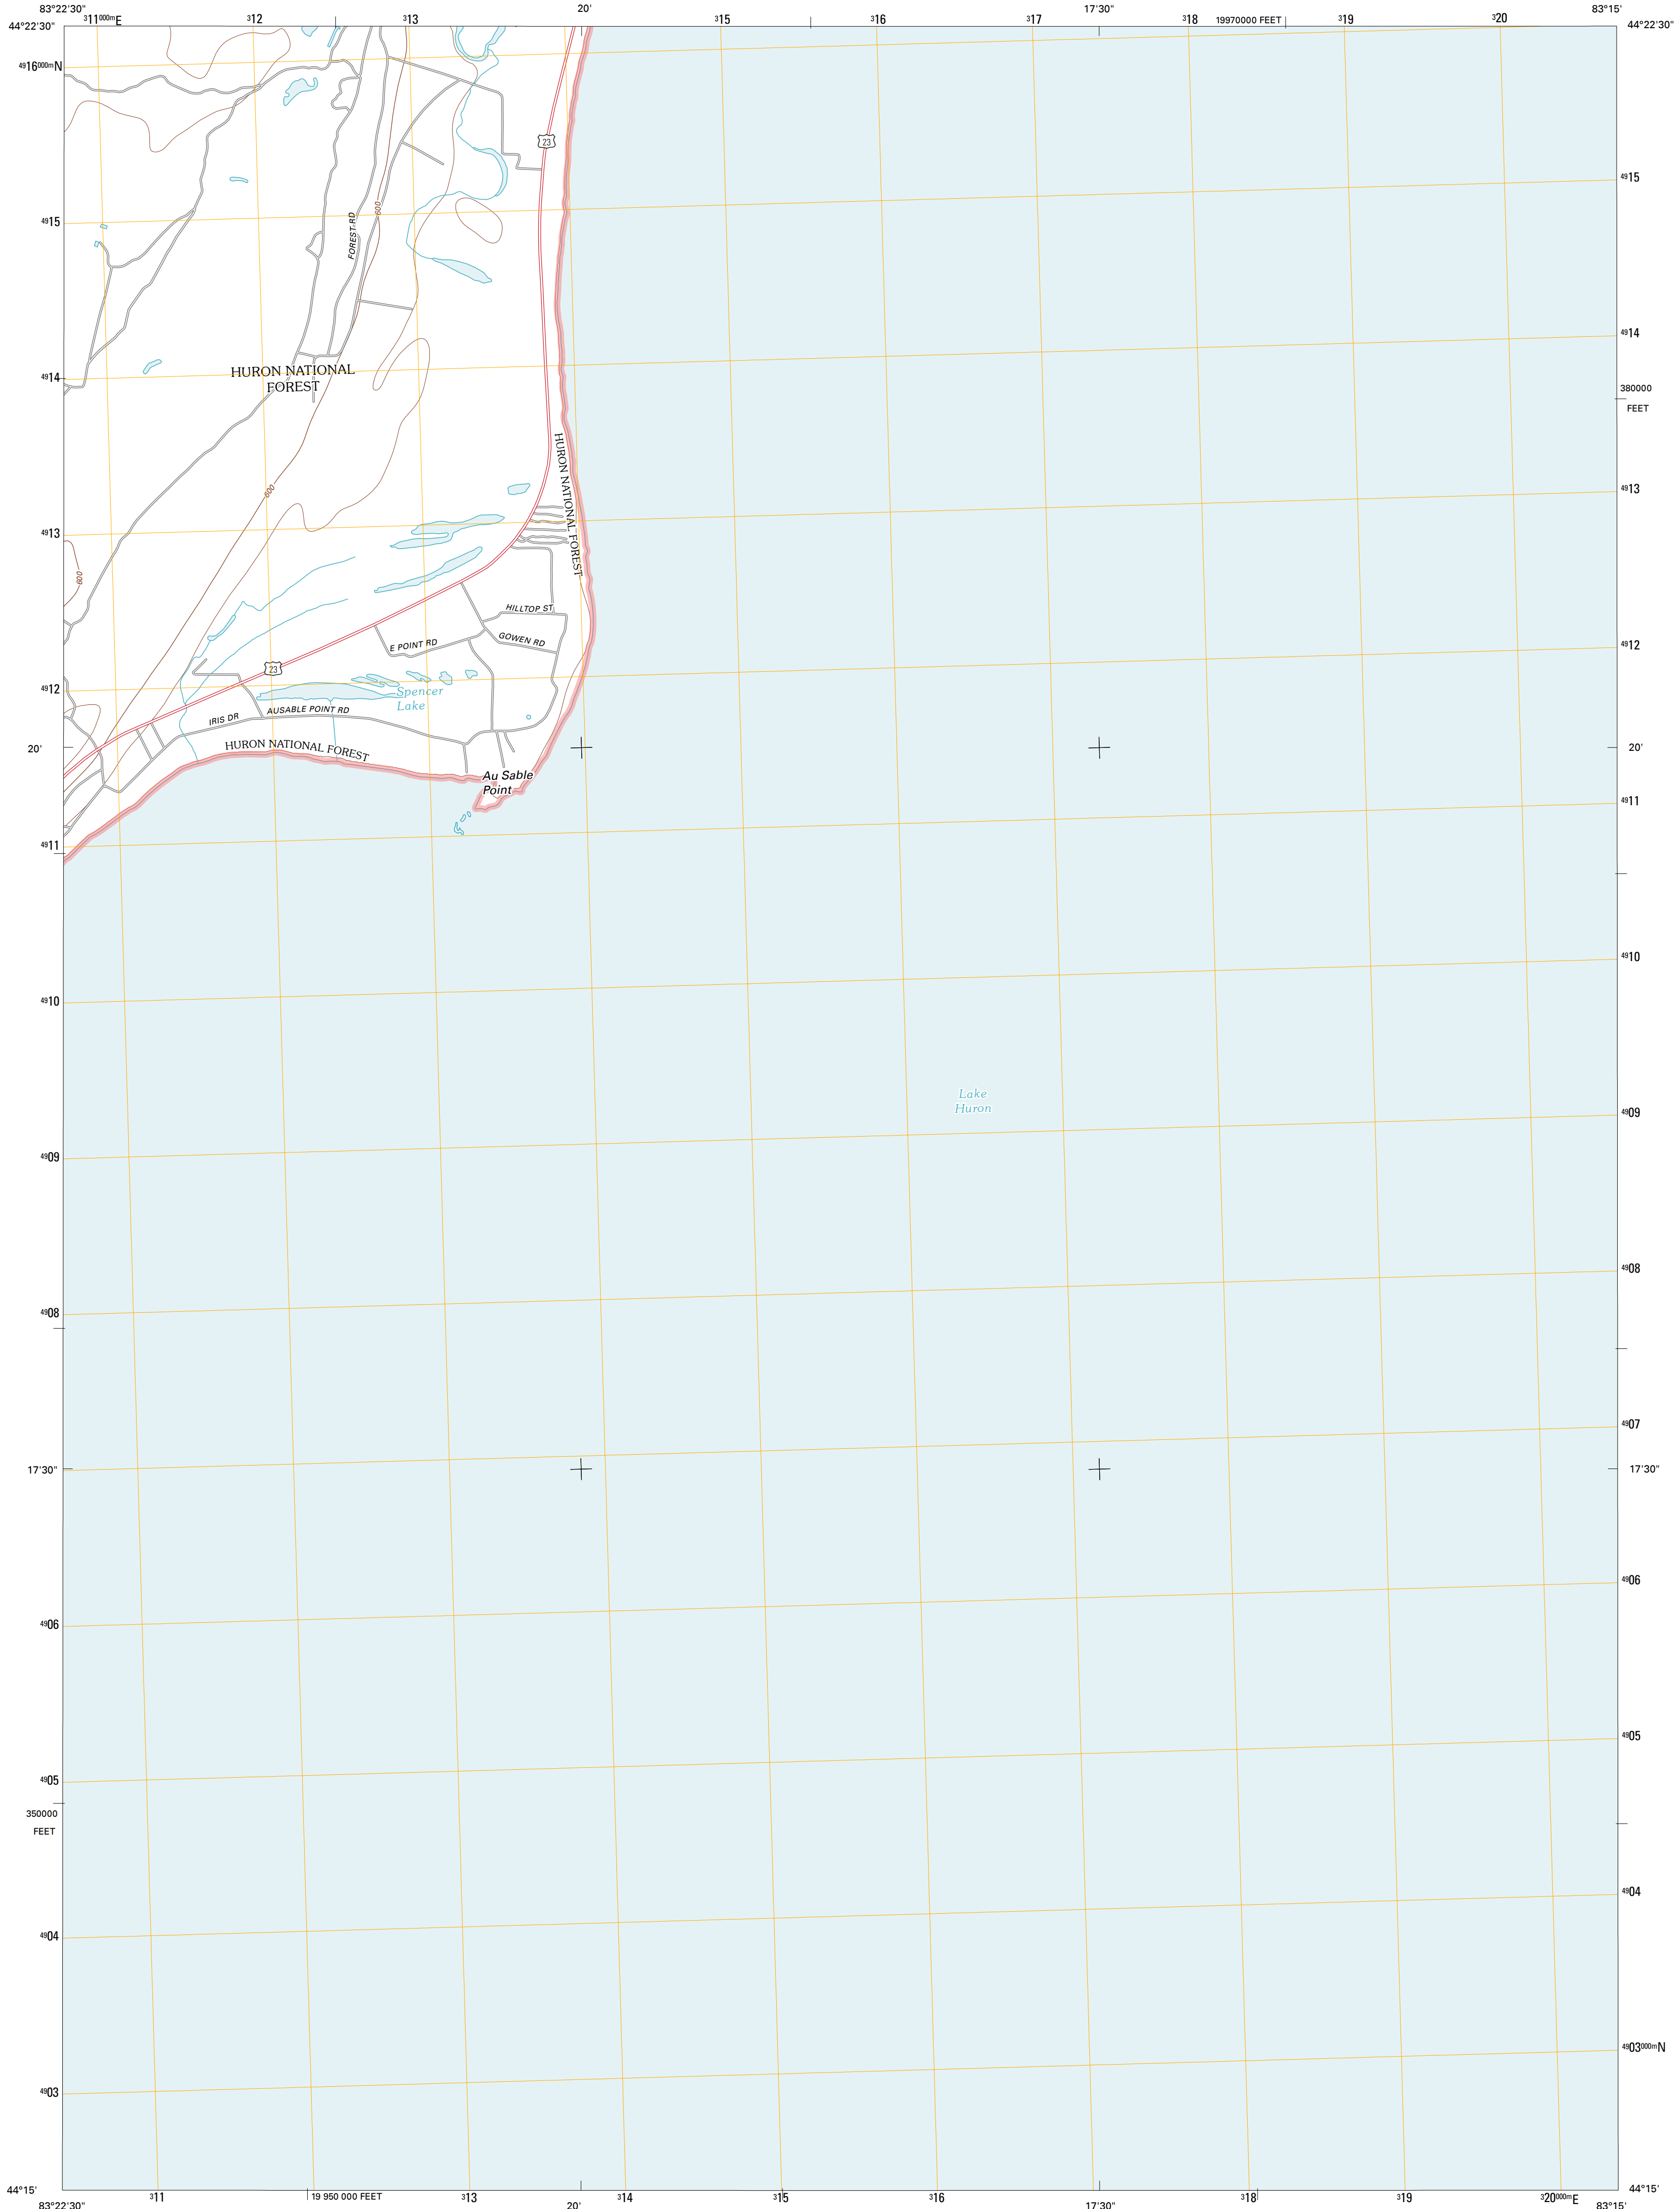 83°22'30"
311000mE
312
313
20'
315
316
317
17'30"
318
19970000 FEET
319
320
83°15'
44°22'30"
44°22'30"
4916000mN
23
4915
4915
FOREST RD
600
4914
HURON NATIONAL
FOREST
4914
380000
FEET
HURON NATIONAL FOREST
600
4913
4913
600
HILLTOP ST
GOWEN RD
E POINT RD
4912
23
4912
Spencer
Lake
AUSABLE POINT RD
IRIS DR
HURON NATIONAL FOREST
20'
20'
Au Sable
Point
4911
4911
4910
4910
Lake
Huron
4909
4909
4908
4908
4907
17'30"
17'30"
4906
4906
4905
4905
350000
FEET
4904
4904
4903000mN
4903
44°15'
44°15'
83°22'30"
311
19 950 000 FEET
313
20'
314
315
316
17'30"
318
319
320000mE
83°15'